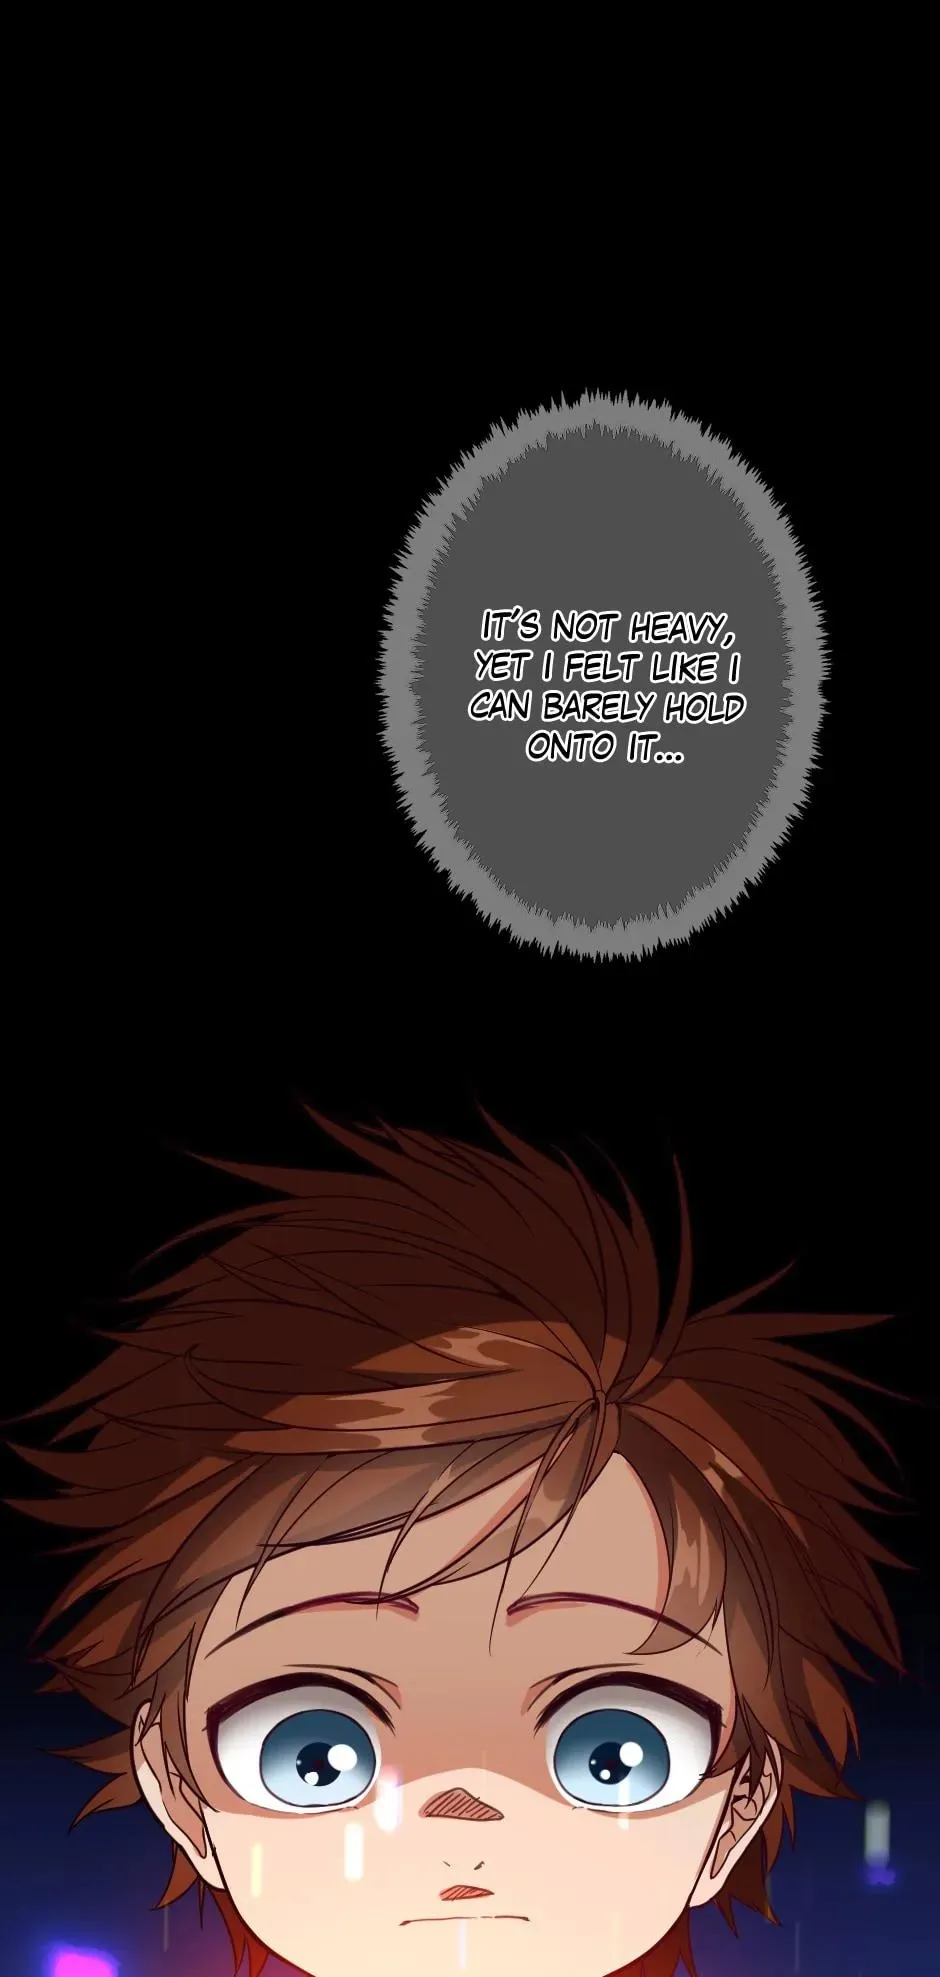 IT'S NOT HEAVY,
YET I FELT LIKE I
CAN BARELY HOLD
ONTO IT...